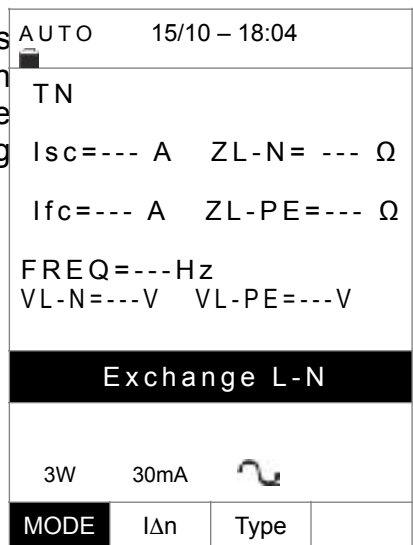 AUTO 15/10 – 18:04
TN
Isc=--- A ZL-N= --- Ω
Ifc=--- A ZL-PE=--- Ω
FREQ=---Hz
VL-N=---V VL-PE=---V
Exchange L-N
3W 30mA
MODE IΔn Type